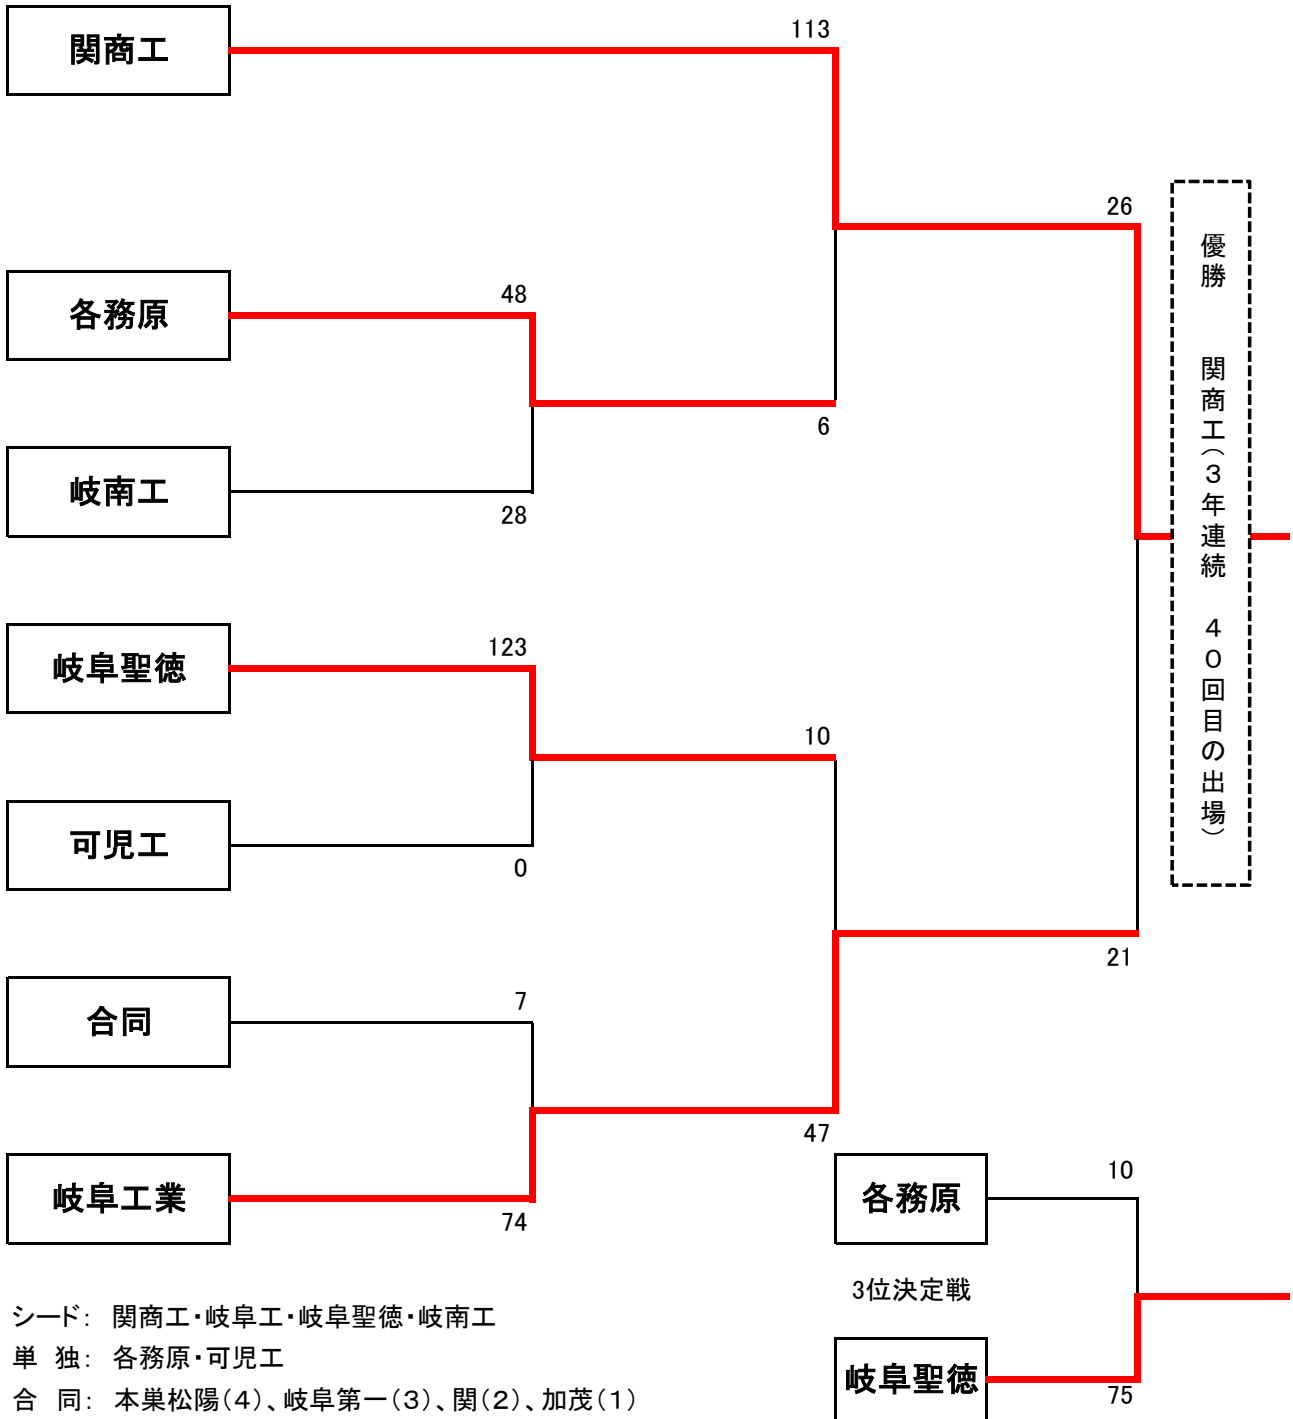 関商工
113
26
各務原
48
6
岐南工
28
岐阜聖徳
123
10
可児工
0
21
合同
7
47
岐阜工業
74
優勝　関商工（３年連続　４０回目の出場）
各務原
10
3位決定戦
岐阜聖徳
75
シード：　関商工・岐阜工・岐阜聖徳・岐南工
単　独：　各務原・可児工
合　同：　本巣松陽（４）、岐阜第一（３）、関（２）、加茂（１）